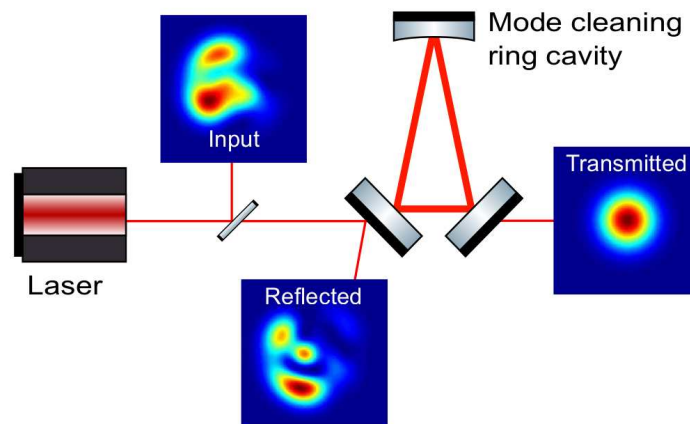 Mode cleaning
ring cavity
Input
Transmitted
Laser
Reflected